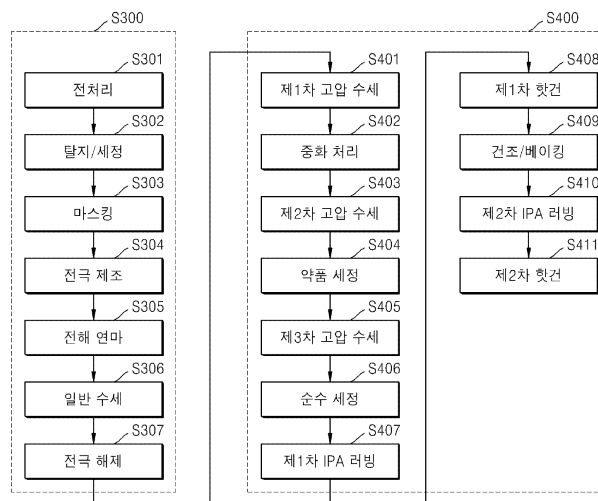 S300
S301
전처리
S302
탈지/세정
S303
마스킹
S304
전극 제조
S305
전해 연마
S306
일반 수세
S307
전극 해제
S400
S401
제1차 고압 수세
S402
중화 처리
S403
제2차 고압 수세
S404
약품 세정
S405
제3차 고압 수세
S406
순수 세정
S407
제1차 IPA 러빙
S408
제1차 핫건
S409
건조/베이킹
S410
제2차 IPA 러빙
S411
제2차 핫건